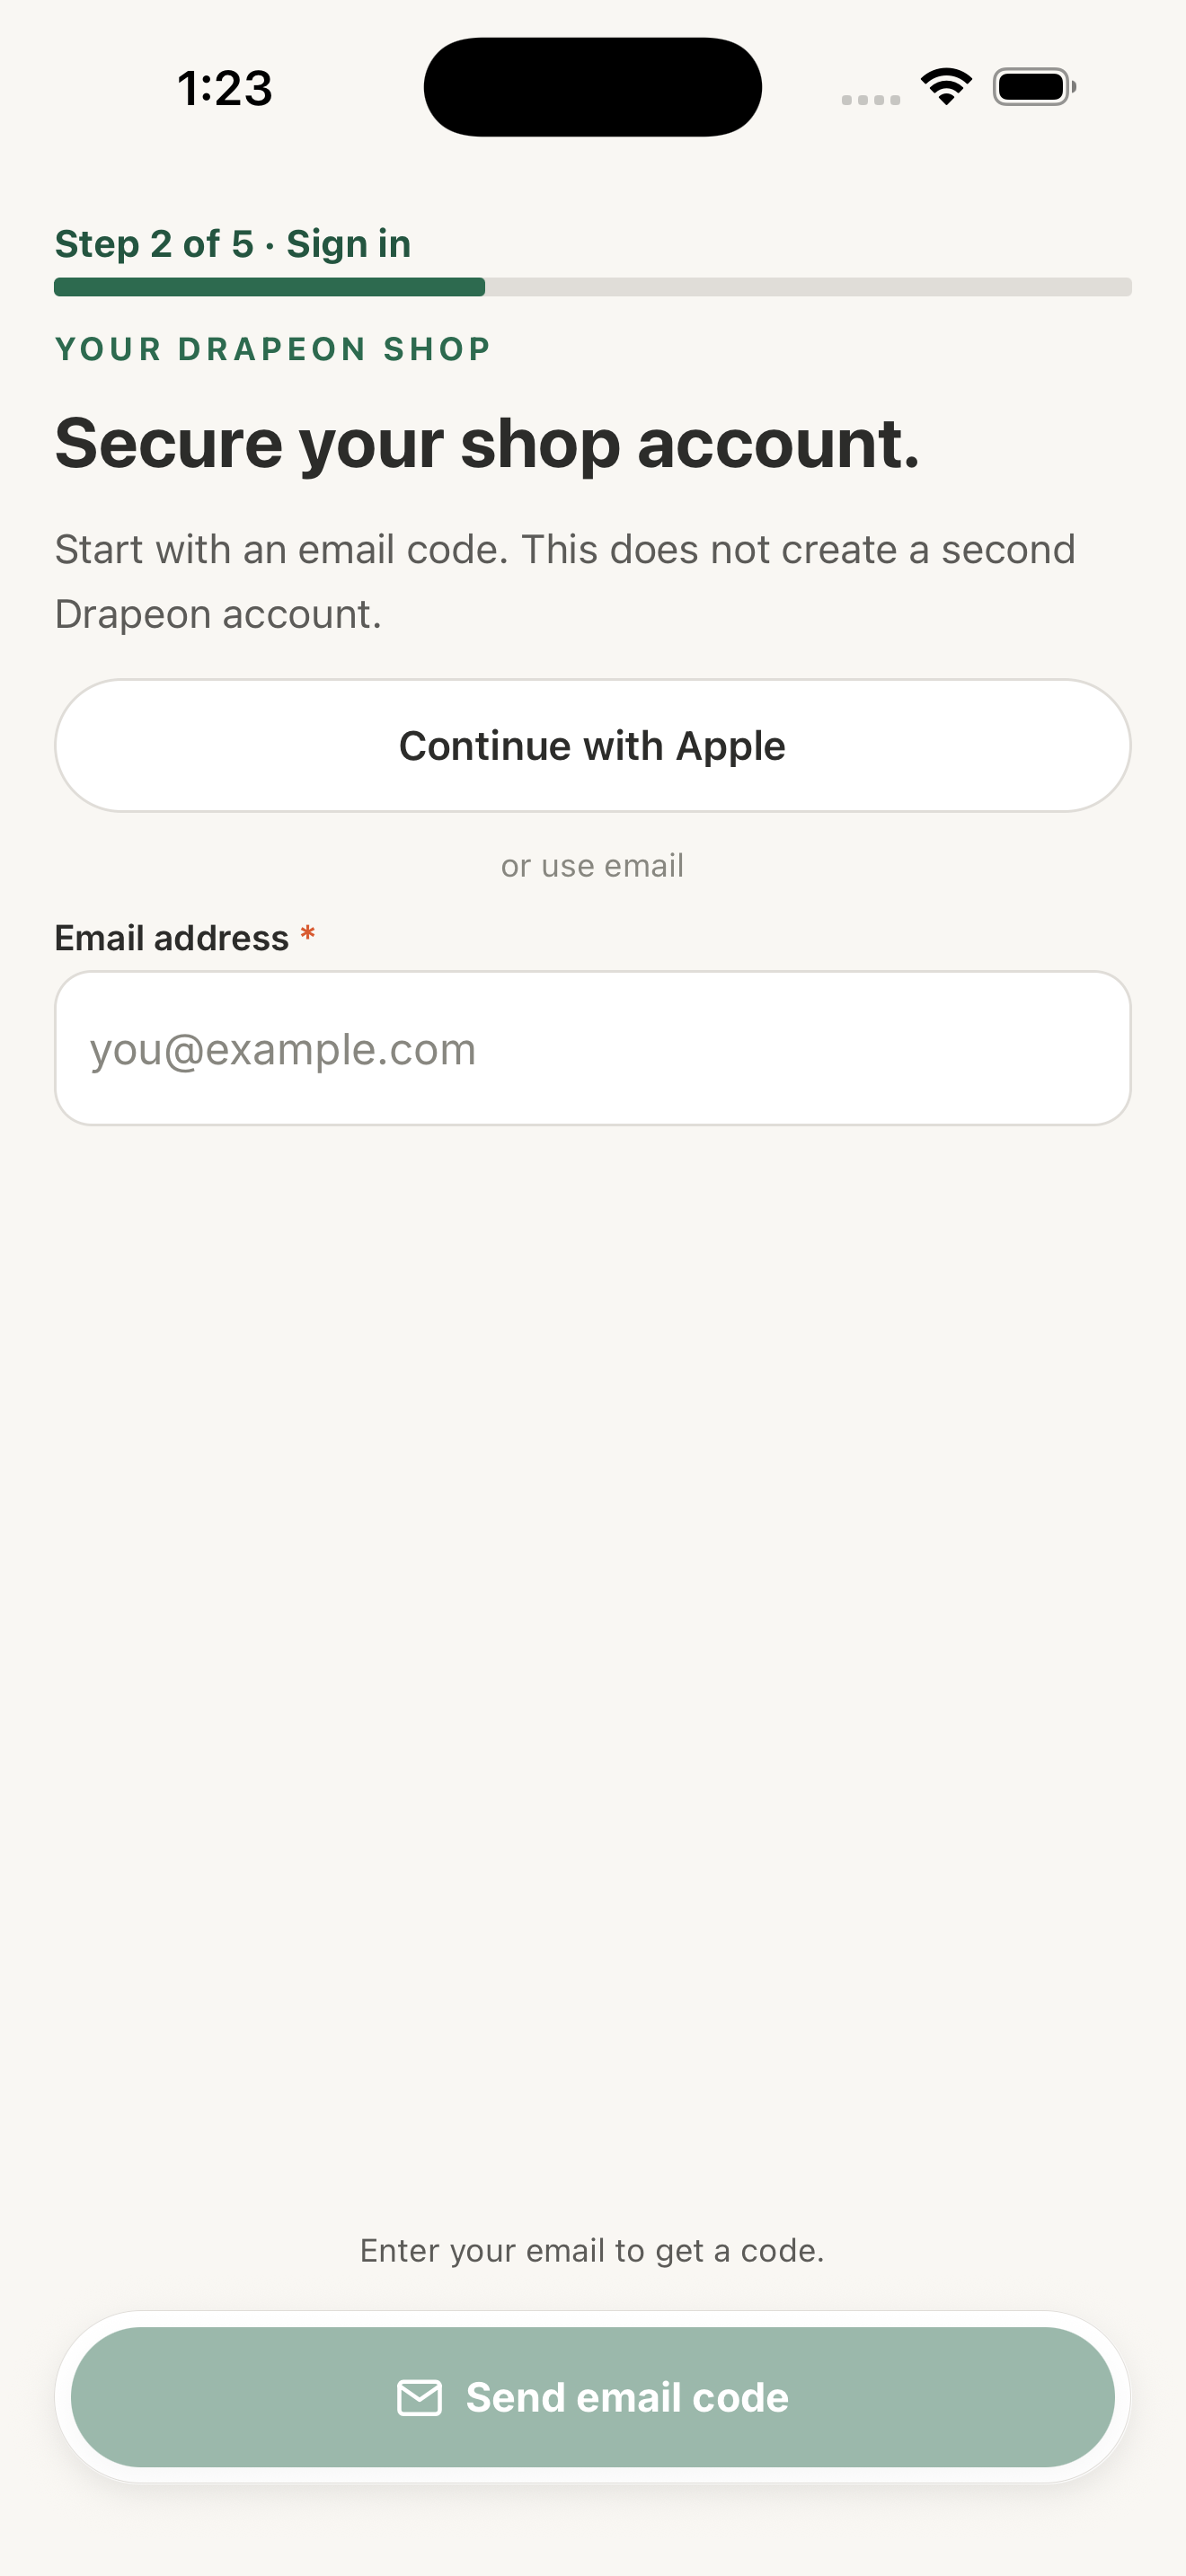 1:23
Step 2 of 5 · Sign in
YOUR DRAPEON SHOP
Secure your shop account.
Start with an email code. This does not create a second
Drapeon account.
Continue with Apple
or use email
Email address *
you@example.com
Enter your email to get a code.
Send email code